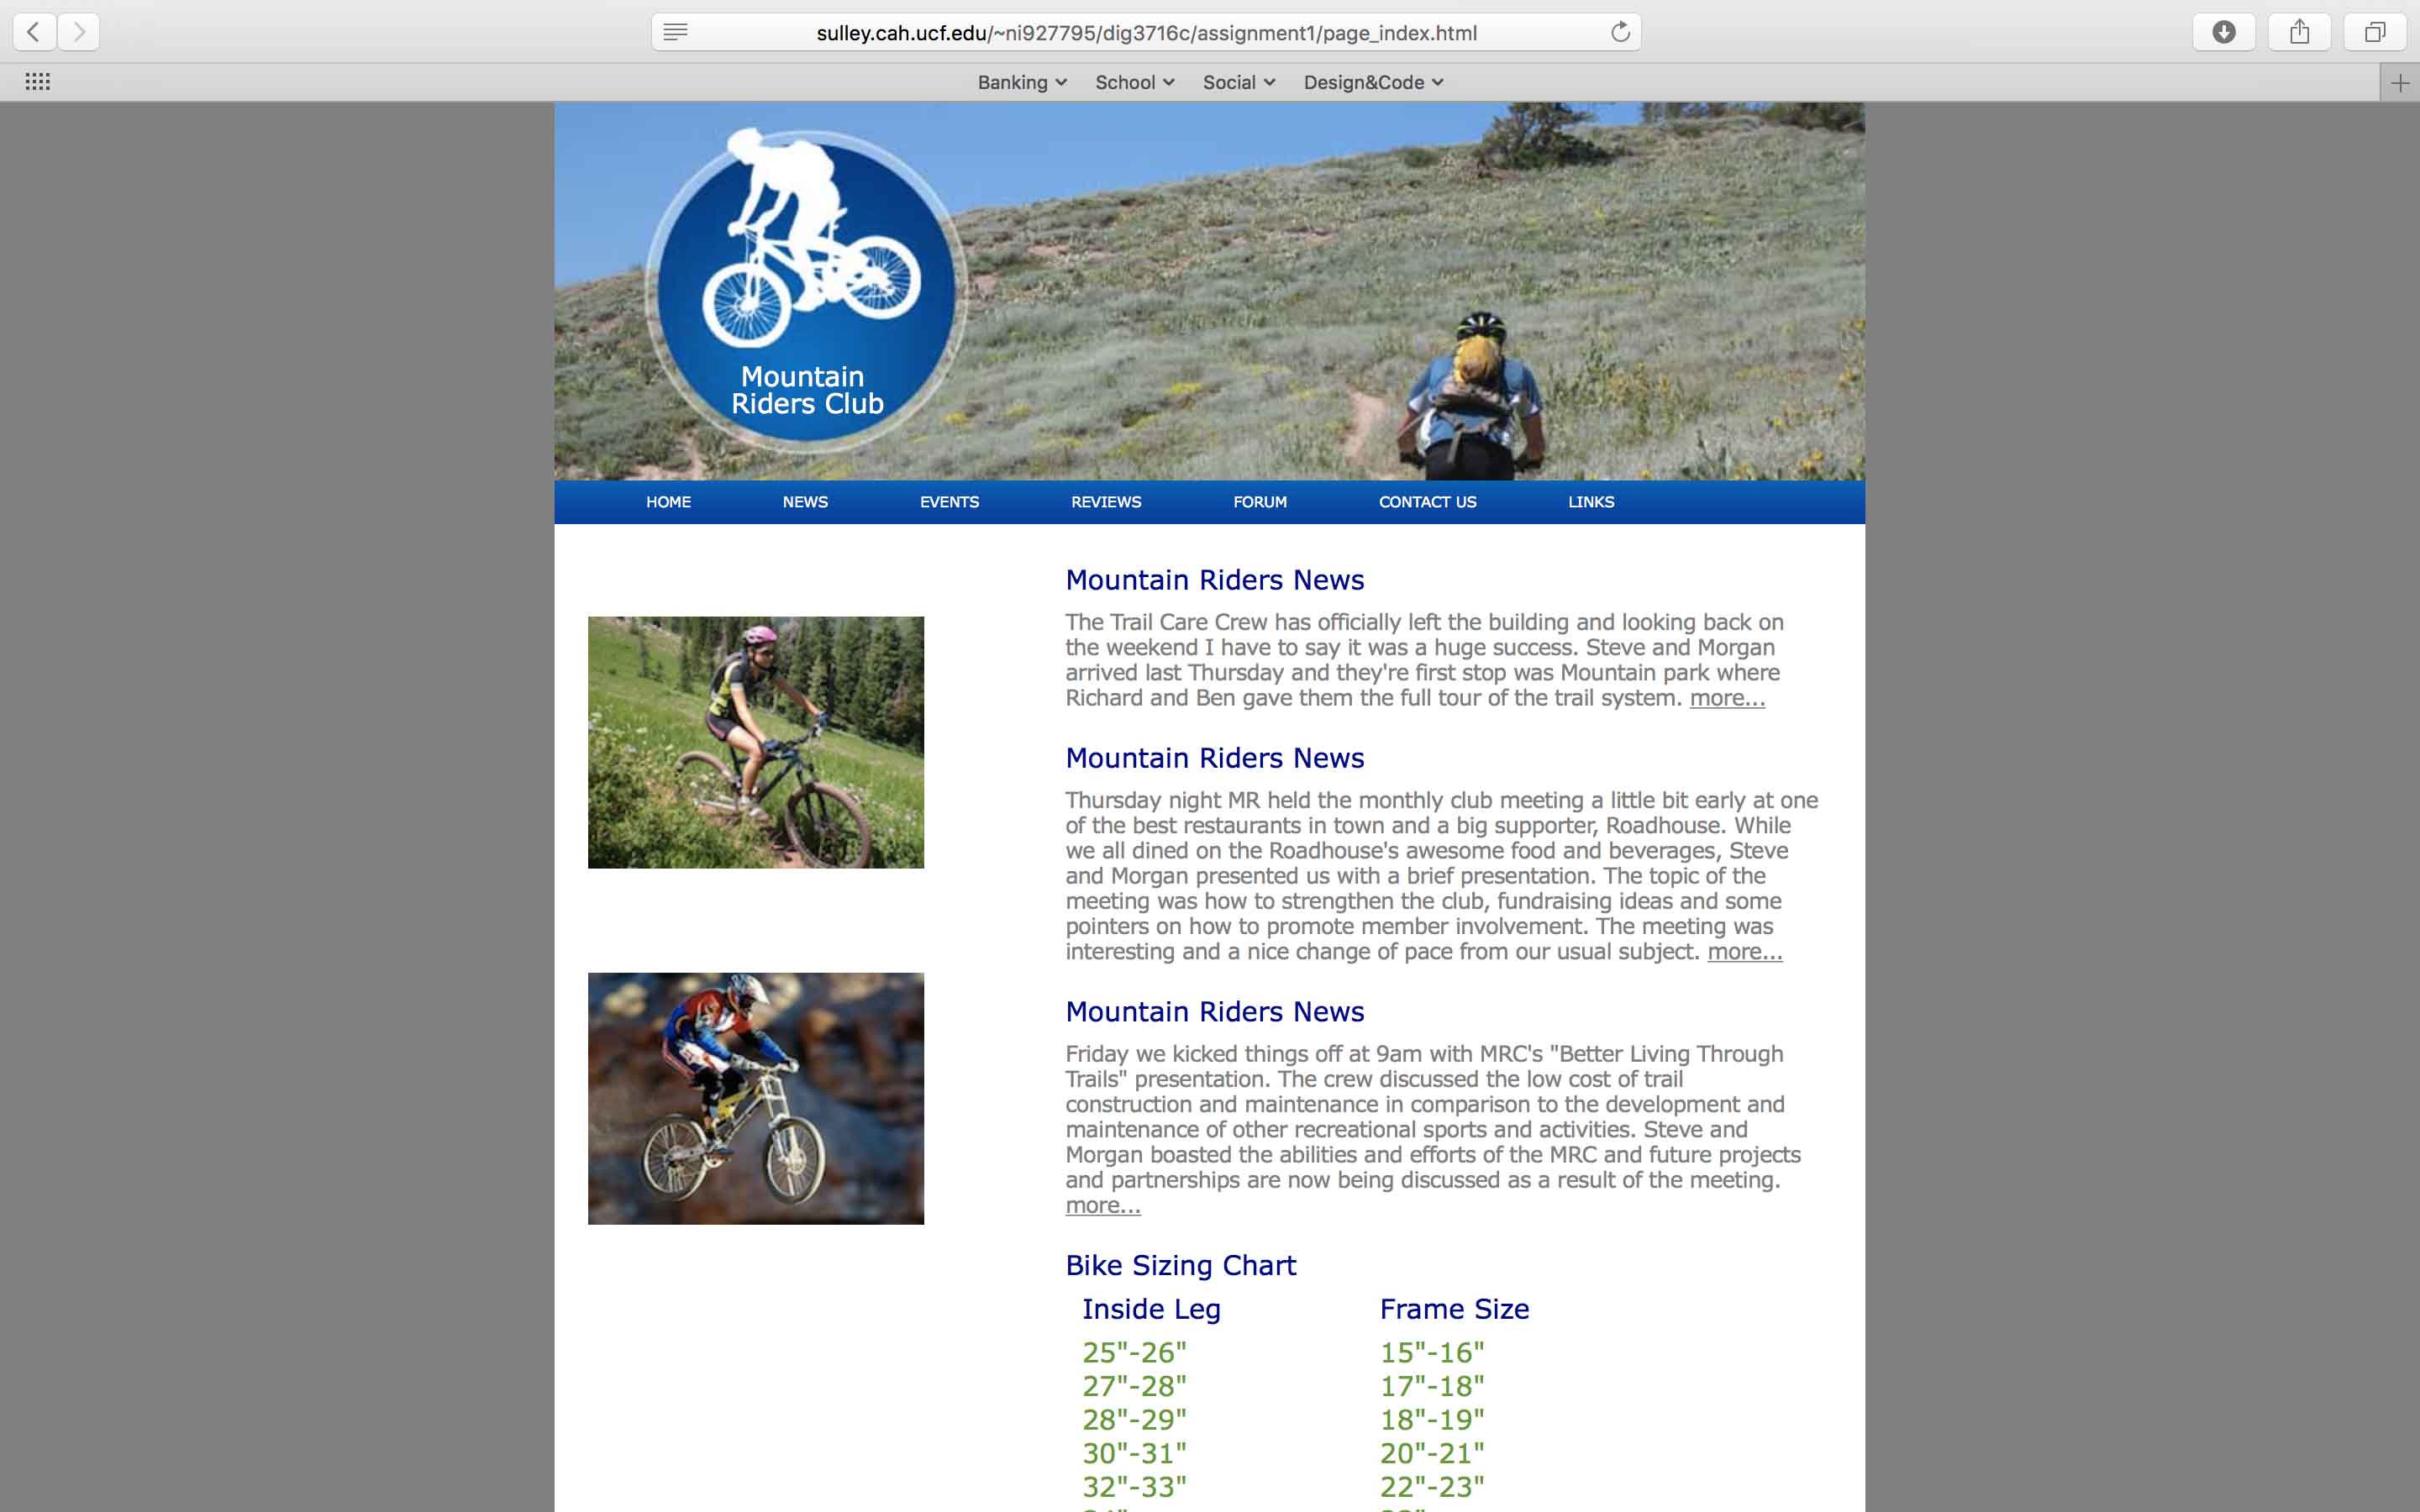 sulley.cah.ucf.edu/~ni927795/dig3716c/assignment1/page_index.html
Banking School Social Design&Code
Mountain
Riders Club
HOME NEWS EVENTS REVIEWS FORUM CONTACT US LINKS
Mountain Riders News
The Trail Care Crew has officially left the building and looking back on
the weekend I have to say it was a huge success. Steve and Morgan
arrived last Thursday and they're first stop was Mountain park where
Richard and Ben gave them the full tour of the trail system. more...
Mountain Riders News
Thursday night MR held the monthly club meeting a little bit early at one
of the best restaurants in town and a big supporter, Roadhouse. While
we all dined on the Roadhouse's awesome food and beverages, Steve
and Morgan presented us with a brief presentation. The topic of the
meeting was how to strengthen the club, fundraising ideas and some
pointers on how to promote member involvement. The meeting was
interesting and a nice change of pace from our usual subject. more...
Mountain Riders News
Friday we kicked things off at 9am with MRC's "Better Living Through
Trails" presentation. The crew discussed the low cost of trail
construction and maintenance in comparison to the development and
maintenance of other recreational sports and activities. Steve and
Morgan boasted the abilities and efforts of the MRC and future projects
and partnerships are now being discussed as a result of the meeting.
more...
Bike Sizing Chart
Inside Leg Frame Size
25"-26" 15"-16"
27"-28" 17"-18"
28"-29" 18"-19"
30"-31" 20"-21"
32"-33" 22"-23"